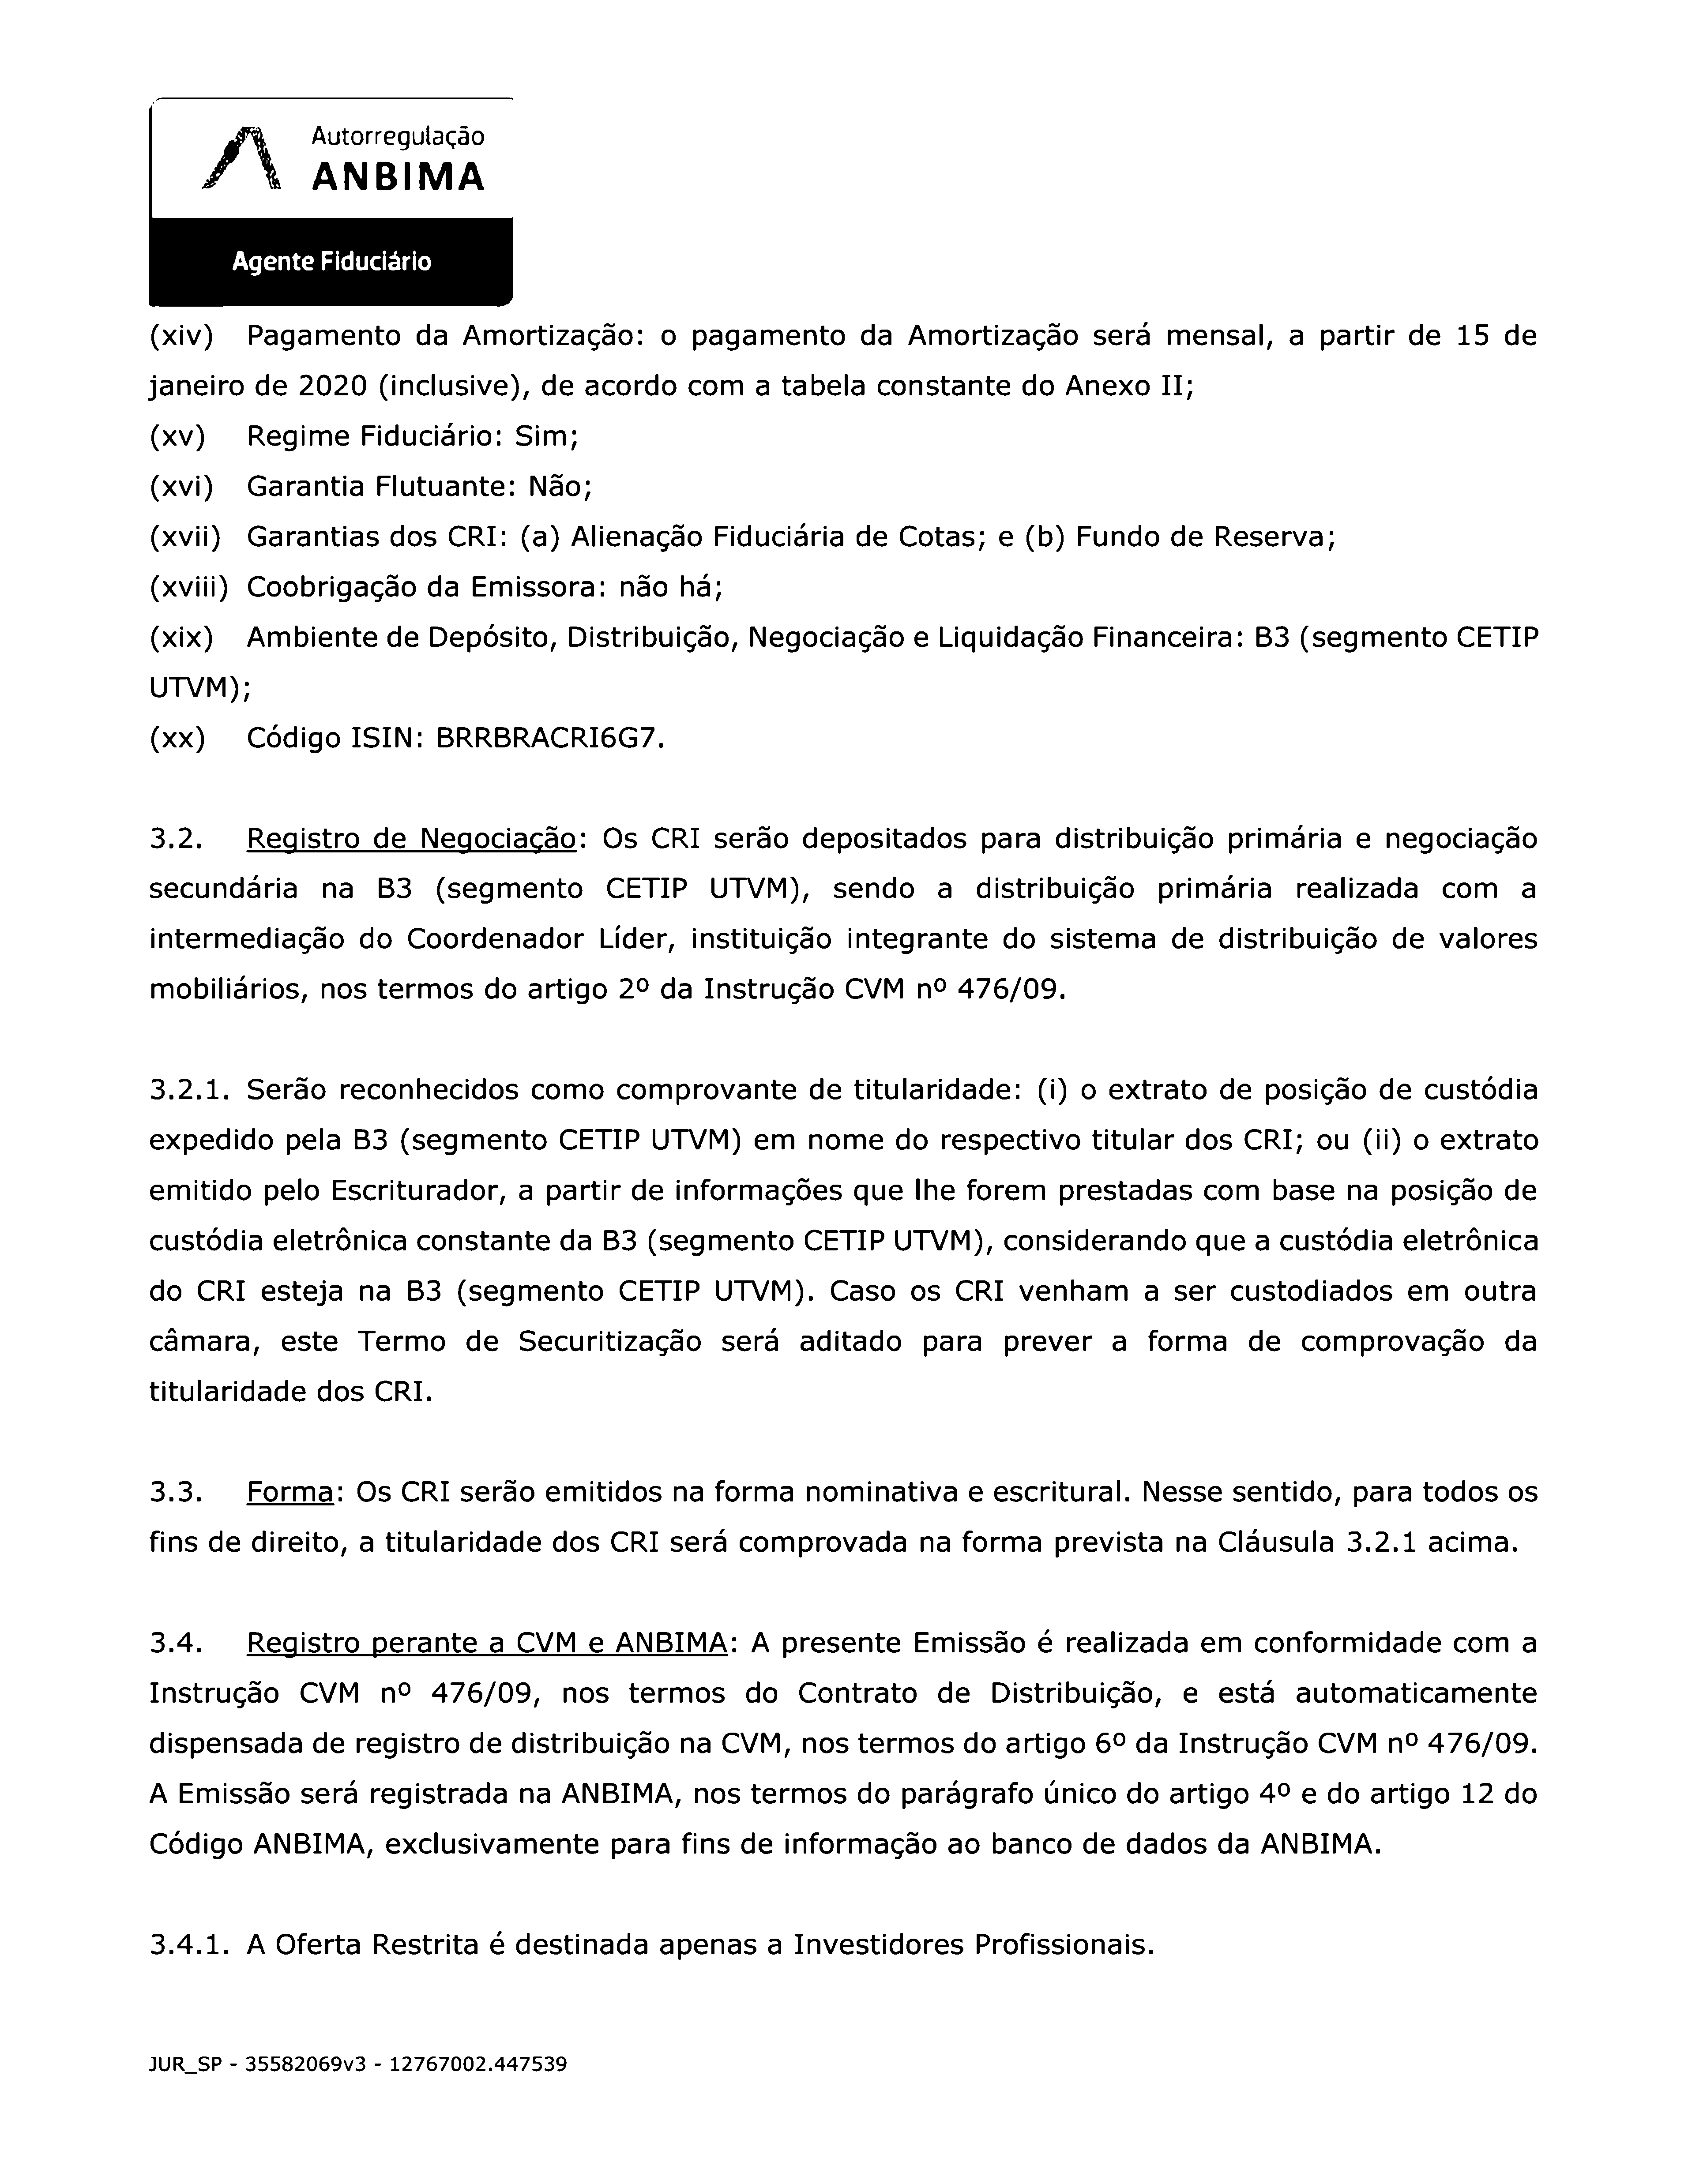 Autorregulação
ANBIMA
Agente Fiduciário
(xiv) Pagamento da Amortização: o pagamento da Amortização será mensal, a partir de 15 de
janeiro de 2020 (inclusive), de acordo com a tabela constante do Anexo II;
(xv) Regime Fiduciário: Sim;
(xvi) Garantia Flutuante: Não;
(xvii) Garantias dos CRI: (a) Alienação Fiduciária de Cotas; e (b) Fundo de Reserva;
(xviii) Coobrigação da Emissora: não há;
(xix) Ambiente de Depósito, Distribuição, Negociação e Liquidação Financeira: B3 (segmento CETIP
UTVM);
(xx) Código ISIN: BRRBRACRI6G7.
3.2. Registro de Negociação: Os CRI serão depositados para distribuição primária e negociação
secundária na B3 (segmento CETIP UTVM), sendo a distribuição primária realizada com a
intermediação do Coordenador Líder, instituição integrante do sistema de distribuição de valores
mobiliários, nos termos do artigo 2º da Instrução CVM nº 476/09.
3.2.1. Serão reconhecidos como comprovante de titularidade: (i) o extrato de posição de custódia
expedido pela B3 (segmento CETIP UTVM) em nome do respectivo titular dos CRI; ou (ii) o extrato
emitido pelo Escriturador, a partir de informações que lhe forem prestadas com base na posição de
custódia eletrônica constante da B3 (segmento CETIP UTVM), considerando que a custódia eletrônica
do CRI esteja na B3 (segmento CETIP UTVM). Caso os CRI venham a ser custodiados em outra
câmara, este Termo de Securitização será aditado para prever a forma de comprovação da
titularidade dos CRI.
3.3. Forma: Os CRI serão emitidos na forma nominativa e escritural. Nesse sentido, para todos os
fins de direito, a titularidade dos CRI será comprovada na forma prevista na Cláusula 3.2.1 acima.
3.4. Registro perante a CVM e ANBIMA: A presente Emissão é realizada em conformidade com a
Instrução CVM nº 476/09, nos termos do Contrato de Distribuição, e está automaticamente
dispensada de registro de distribuição na CVM, nos termos do artigo 6º da Instrução CVM nº 476/09.
A Emissão será registrada na ANBIMA, nos termos do parágrafo único do artigo 4º e do artigo 12 do
Código ANBIMA, exclusivamente para fins de informação ao banco de dados da ANBIMA.
3.4.1. A Oferta Restrita é destinada apenas a Investidores Profissionais.
JUR_SP - 35582069v3 - 12767002.447539